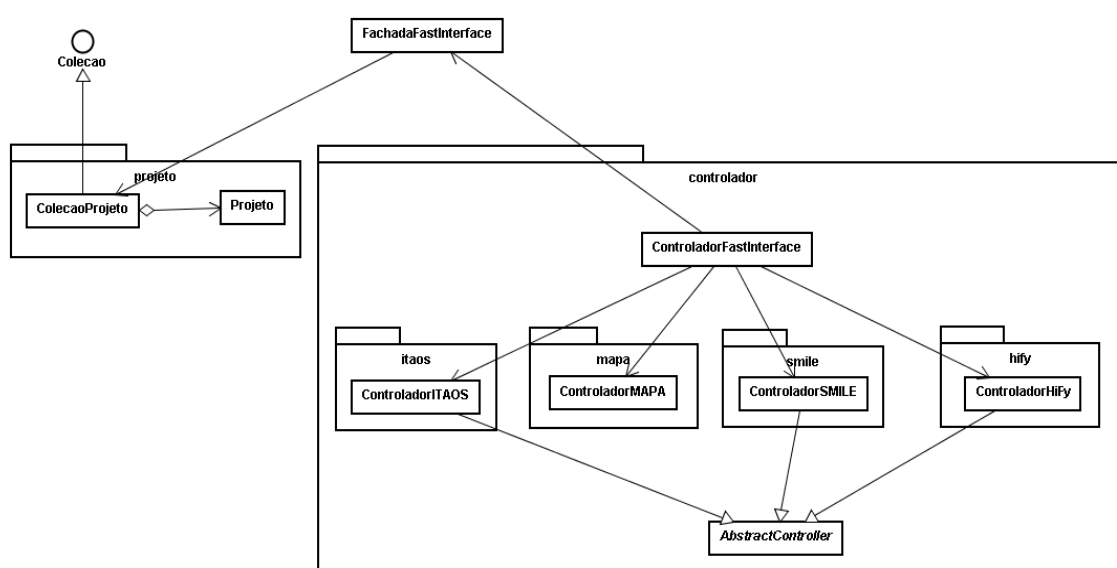 FachadaFastInterface
Colecao
projeto
ColecaoProjeto
Projeto
controlador
ControladorFastInterface
itaos
mapa
smile
hify
ControladorITAOS
ControladorMAPA
ControladorSMILE
ControladorHiFy
AbstractController